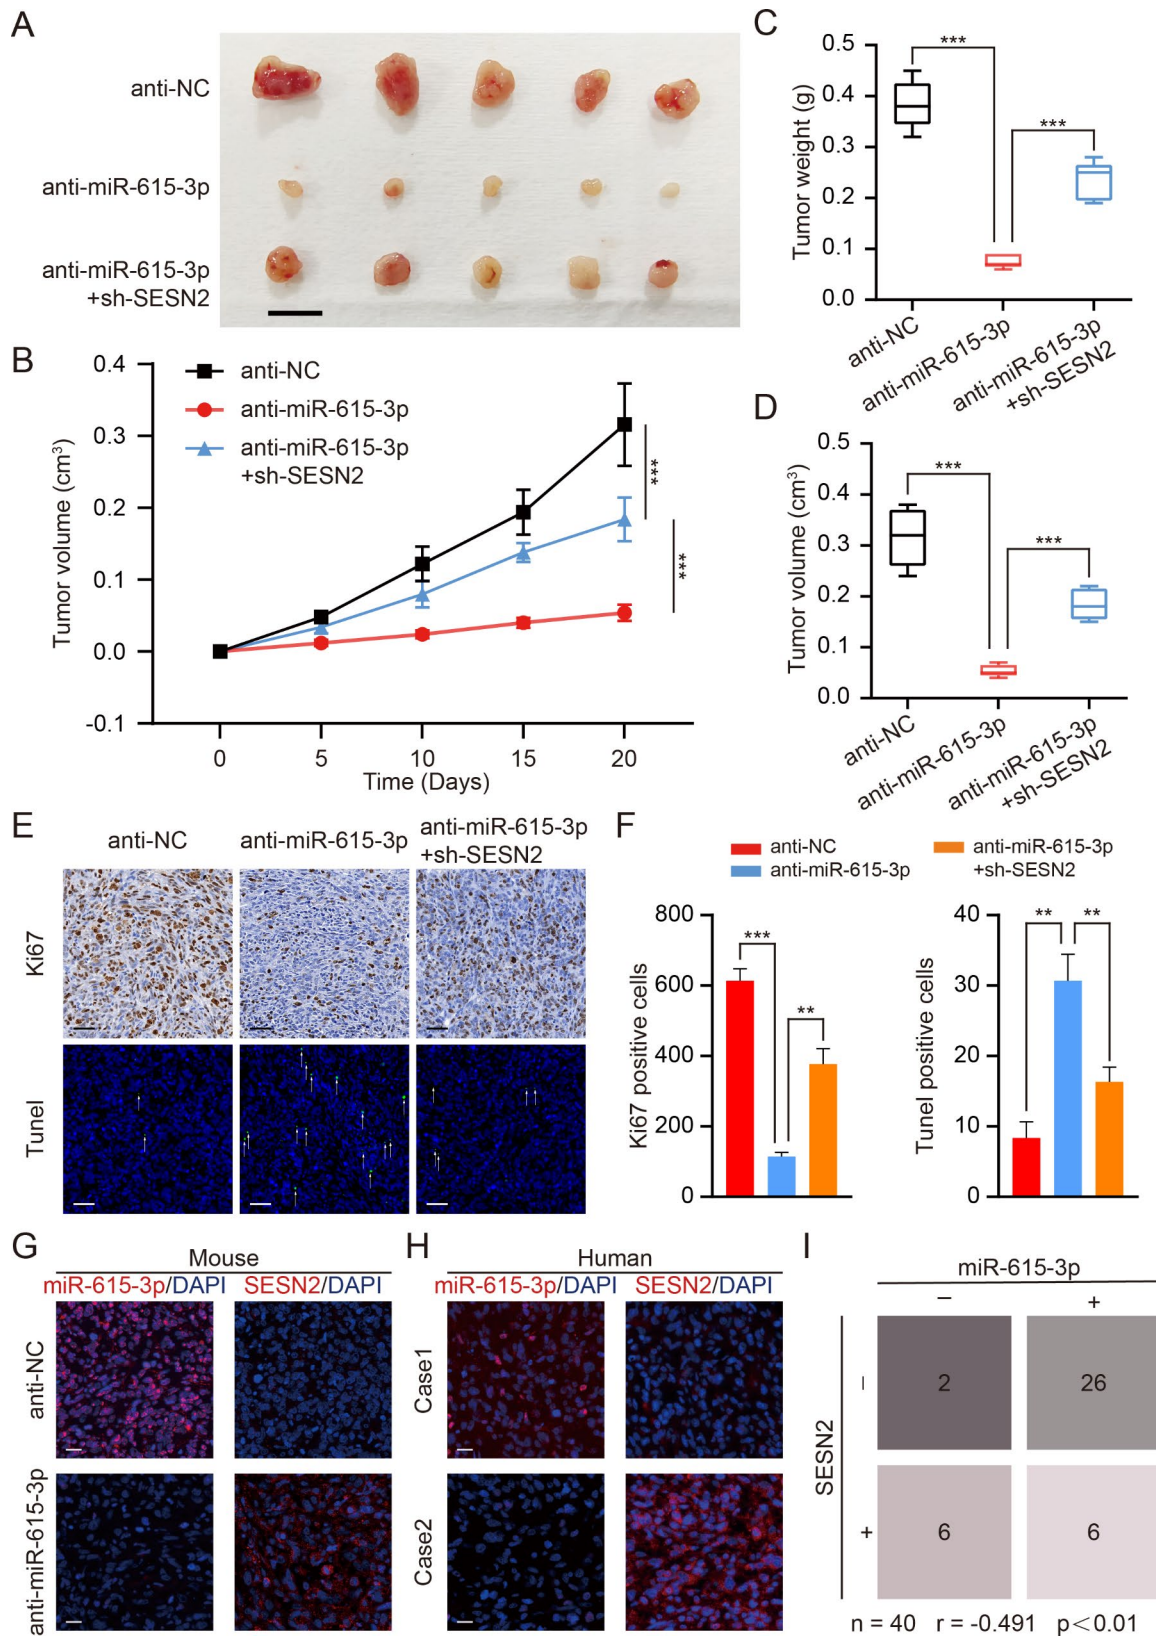 A
anti-NC
anti-miR-615-3p
anti-miR-615-3p
+sh-SESN2
B
0.4
0.3
0.2
0.1
0.0
-0.1
Tumor volume (cm³)
anti-NC
anti-miR-615-3p
anti-miR-615-3p
+sh-SESN2
***
***
0
5
10
15
20
Time (Days)
C
0.5
0.4
0.3
0.2
0.1
0.0
Tumor weight (g)
***
***
anti-NC
anti-miR-615-3p
anti-miR-615-3p
+sh-SESN2
D
0.5
0.4
0.3
0.2
0.1
0.0
Tumor volume (cm³)
***
***
anti-NC
anti-miR-615-3p
anti-miR-615-3p
+sh-SESN2
E
anti-NC
anti-miR-615-3p
anti-miR-615-3p
+sh-SESN2
Ki67
Tunel
F
anti-NC
anti-miR-615-3p
anti-miR-615-3p
+sh-SESN2
800
600
400
200
0
Ki67 positive cells
***
**
40
30
20
10
0
Tunel positive cells
**
**
G
Mouse
miR-615-3p/DAPI
SESN2/DAPI
anti-NC
anti-miR-615-3p
H
Human
miR-615-3p/DAPI
SESN2/DAPI
Case1
Case2
I
miR-615-3p
− +
SESN2
−
+
2
26
6
6
n = 40 r = -0.491 p<0.01